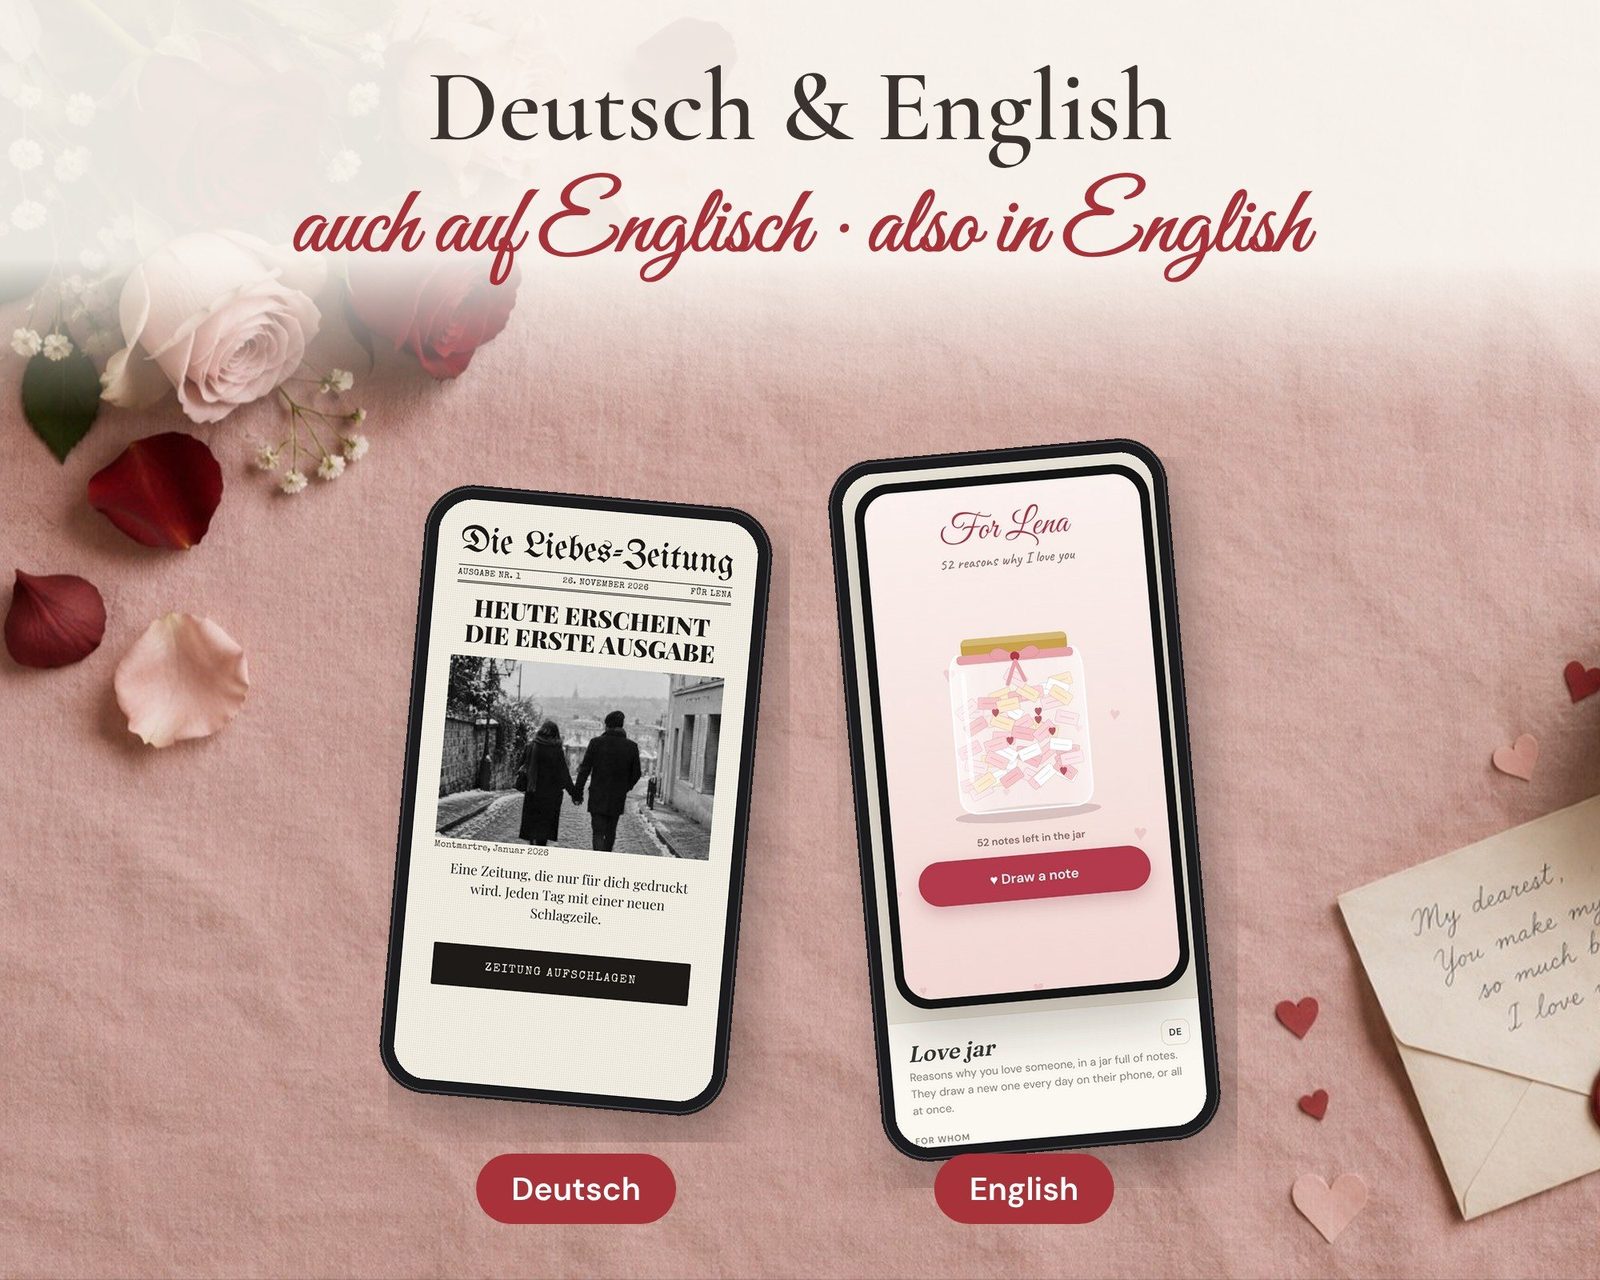 Deutsch & English
auch auf Englisch · also in English
Die Liebes-Zeitung
AUSGABE NR. 1 26. NOVEMBER 2026 FÜR LENA
HEUTE ERSCHEINT
DIE ERSTE AUSGABE
Montmartre, Januar 2026
Eine Zeitung, die nur für dich gedruckt
wird. Jeden Tag mit einer neuen
Schlagzeile.
ZEITUNG AUFSCHLAGEN
Deutsch
For Lena
52 reasons why I love you
52 notes left in the jar
♥ Draw a note
Love jar
DE
Reasons why you love someone, in a jar full of notes.
They draw a new one every day on their phone, or all
at once.
FOR WHOM
English
My dearest,
You make my
so much
I love